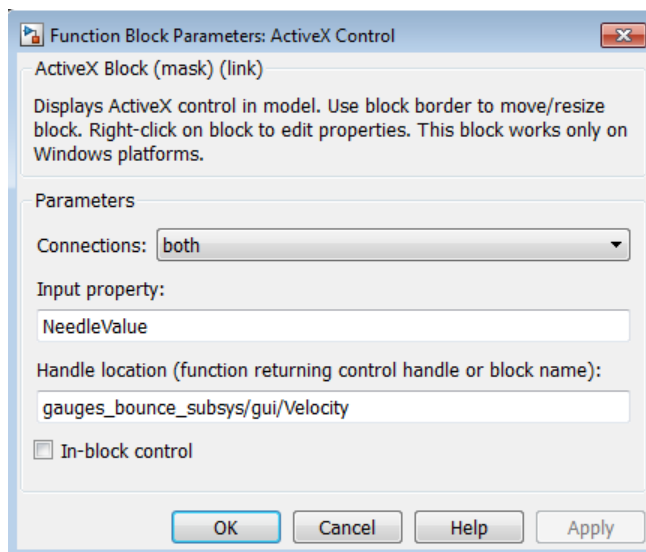 Function Block Parameters: ActiveX Control
ActiveX Block (mask) (link)
Displays ActiveX control in model. Use block border to move/resize
block. Right-click on block to edit properties. This block works only on
Windows platforms.
Parameters
Connections: both
Input property:
NeedleValue
Handle location (function returning control handle or block name):
gauges_bounce_subsys/gui/Velocity
In-block control
OK Cancel Help Apply